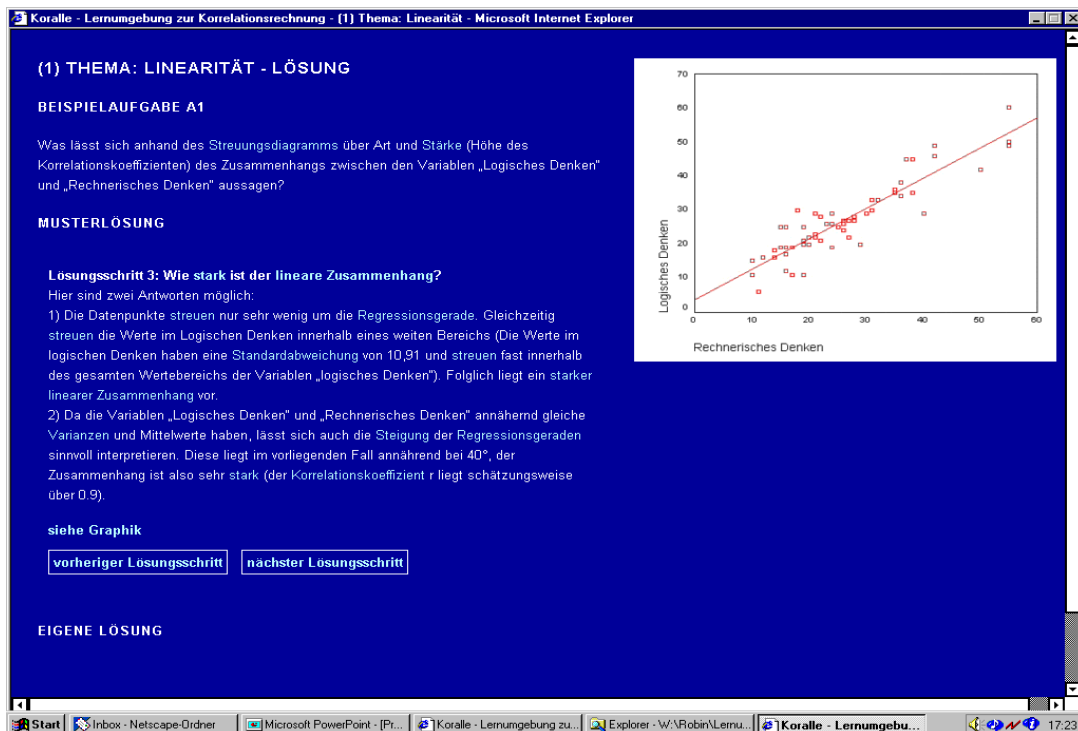 Koralle - Lernumgebung zur Korrelationsrechnung - (1) Thema: Linearität - Microsoft Internet Explorer
(1) THEMA: LINEARITÄT - LÖSUNG
BEISPIELAUFGABE A1
Was lässt sich anhand des Streuungsdiagramms über Art und Stärke (Höhe des
Korrelationskoeffizienten) des Zusammenhangs zwischen den Variablen „Logisches Denken"
und „Rechnerisches Denken" aussagen?
MUSTERLÖSUNG
Lösungsschritt 3: Wie stark ist der lineare Zusammenhang?
Hier sind zwei Antworten möglich:
1) Die Datenpunkte streuen nur sehr wenig um die Regressionsgerade. Gleichzeitig
streuen die Werte im Logischen Denken innerhalb eines weiten Bereichs (Die Werte im
logischen Denken haben eine Standardabweichung von 10,91 und streuen fast innerhalb
des gesamten Wertebereichs der Variablen „logisches Denken"). Folglich liegt ein starker
linearer Zusammenhang vor.
2) Da die Variablen „Logisches Denken" und „Rechnerisches Denken" annähernd gleiche
Varianzen und Mittelwerte haben, lässt sich auch die Steigung der Regressionsgeraden
sinnvoll interpretieren. Diese liegt im vorliegenden Fall annährend bei 40°, der
Zusammenhang ist also sehr stark (der Korrelationskoeffizient r liegt schätzungsweise
über 0.9).
siehe Graphik
vorheriger Lösungsschritt nächster Lösungsschritt
EIGENE LÖSUNG
70
60
50
40
30
20
10
0
Logisches Denken
0 10 20 30 40 50 60
Rechnerisches Denken
Start Inbox - Netscape-Ordner Microsoft PowerPoint - [Pr... Koralle - Lernumgebung zu... Explorer - W:\Robin\Lernu... Koralle - Lernumgebu... 17:23